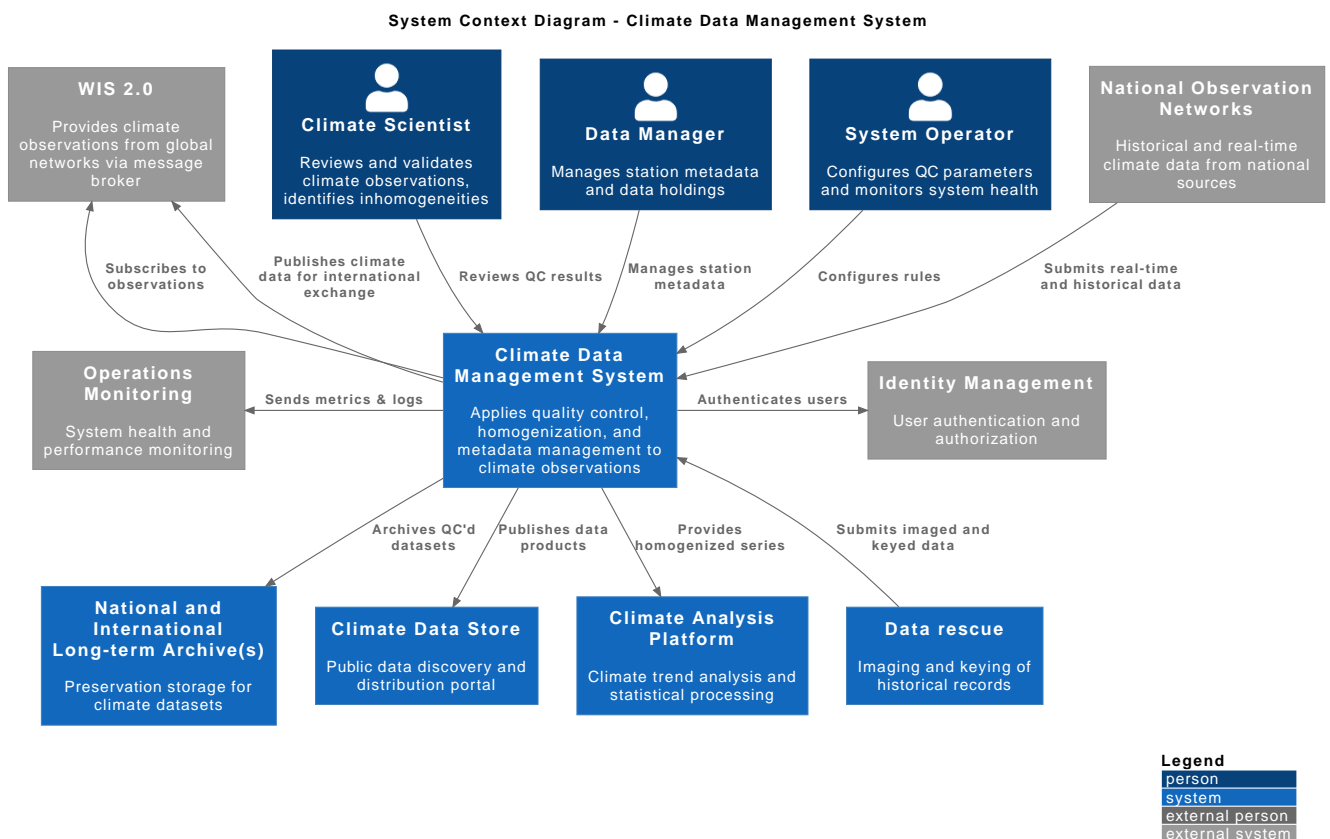 System Context Diagram - Climate Data Management System
WIS 2.0
Provides climate
observations from global
networks via message
broker
Climate Scientist
Reviews and validates
climate observations,
identifies inhomogeneities
Data Manager
Manages station metadata
and data holdings
System Operator
Configures QC parameters
and monitors system health
National Observation
Networks
Historical and real-time
climate data from national
sources
Subscribes to
observations
Publishes climate
data for international
exchange
Reviews QC results
Manages station
metadata
Configures rules
Submits real-time
and historical data
Operations
Monitoring
System health and
performance monitoring
Sends metrics & logs
Climate Data
Management System
Applies quality control,
homogenization, and
metadata management to
climate observations
Authenticates users
Identity Management
User authentication and
authorization
Archives QC'd
datasets
Publishes data
products
Provides
homogenized series
Submits imaged and
keyed data
National and
International
Long-term Archive(s)
Preservation storage for
climate datasets
Climate Data Store
Public data discovery and
distribution portal
Climate Analysis
Platform
Climate trend analysis and
statistical processing
Data rescue
Imaging and keying of
historical records
Legend
person
system
external person
external system